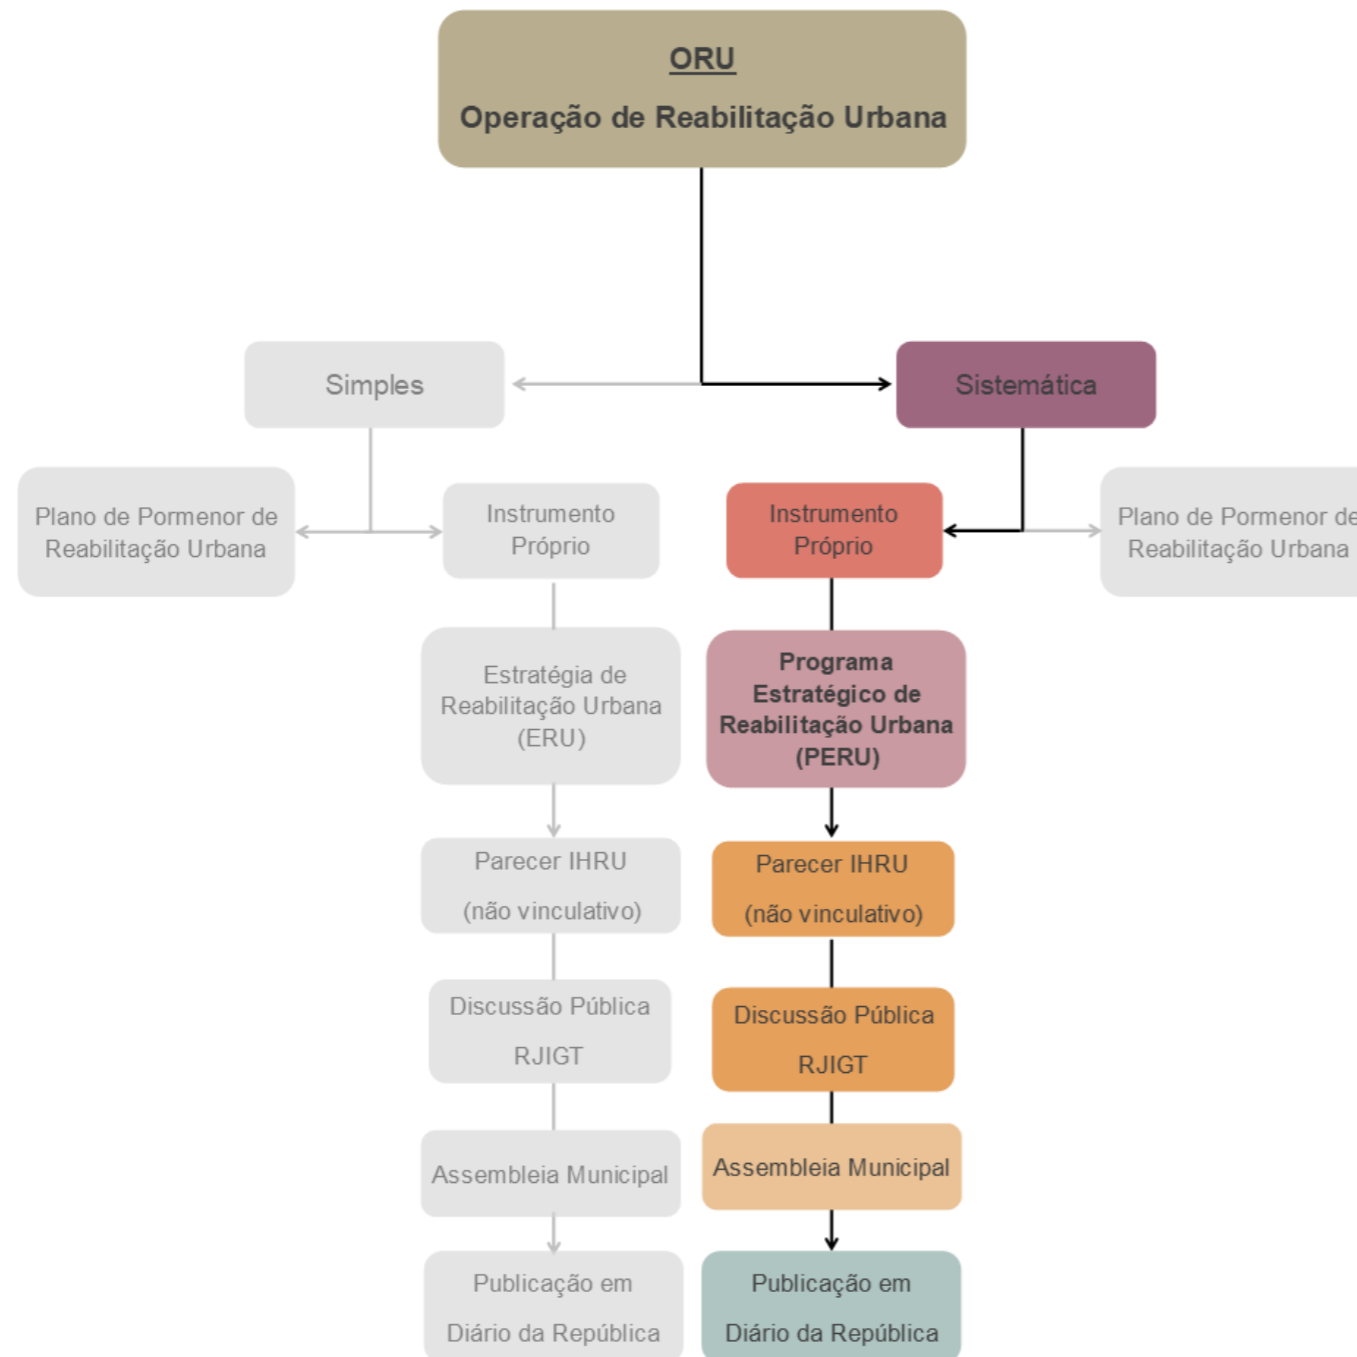 ORU
Operação de Reabilitação Urbana
Simples
Sistemática
Plano de Pormenor de
Reabilitação Urbana
Instrumento
Próprio
Instrumento
Próprio
Plano de Pormenor de
Reabilitação Urbana
Estratégia de
Reabilitação Urbana
(ERU)
Programa
Estratégico de
Reabilitação Urbana
(PERU)
Parecer IHRU
(não vinculativo)
Parecer IHRU
(não vinculativo)
Discussão Pública
RJIGT
Discussão Pública
RJIGT
Assembleia Municipal
Assembleia Municipal
Publicação em
Diário da República
Publicação em
Diário da República